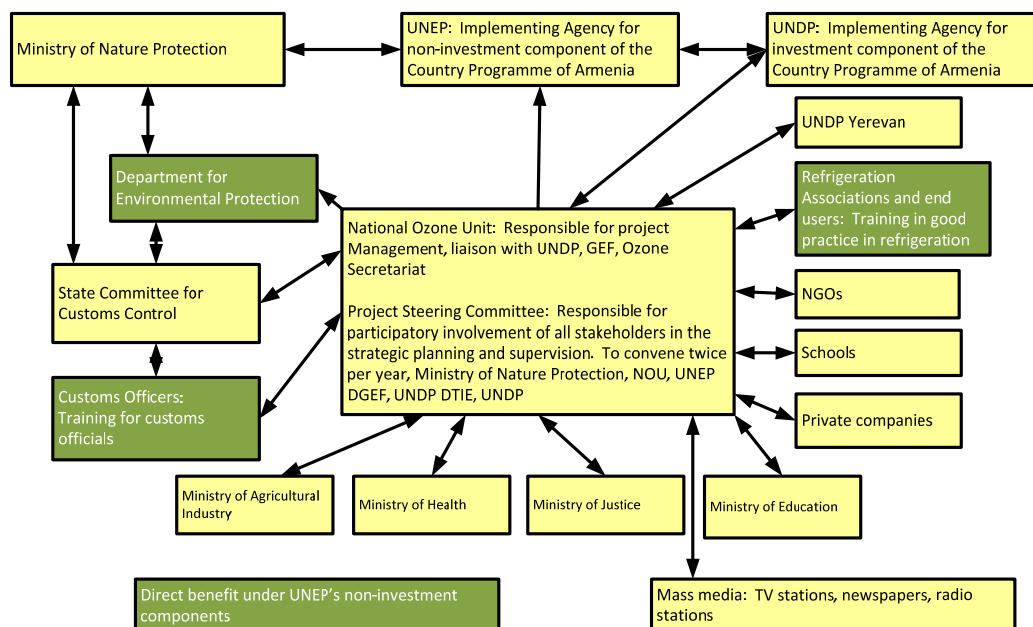 Ministry of Nature Protection
UNEP:  Implementing Agency for
non-investment component of the
Country Programme of Armenia
UNDP:  Implementing Agency for
investment component of the
Country Programme of Armenia
UNDP Yerevan
Department for
Environmental Protection
Refrigeration
Associations and end
users:  Training in good
practice in refrigeration
National Ozone Unit:  Responsible for project
Management, liaison with UNDP, GEF, Ozone
Secretariat
Project Steering Committee:  Responsible for
participatory involvement of all stakeholders in the
strategic planning and supervision.  To convene twice
per year, Ministry of Nature Protection, NOU, UNEP
DGEF, UNDP DTIE, UNDP
State Committee for
Customs Control
NGOs
Schools
Customs Officers:
Training for customs
officials
Private companies
Ministry of Agricultural
Industry
Ministry of Health
Ministry of Justice
Ministry of Education
Direct benefit under UNEP's non-investment
components
Mass media:  TV stations, newspapers, radio
stations